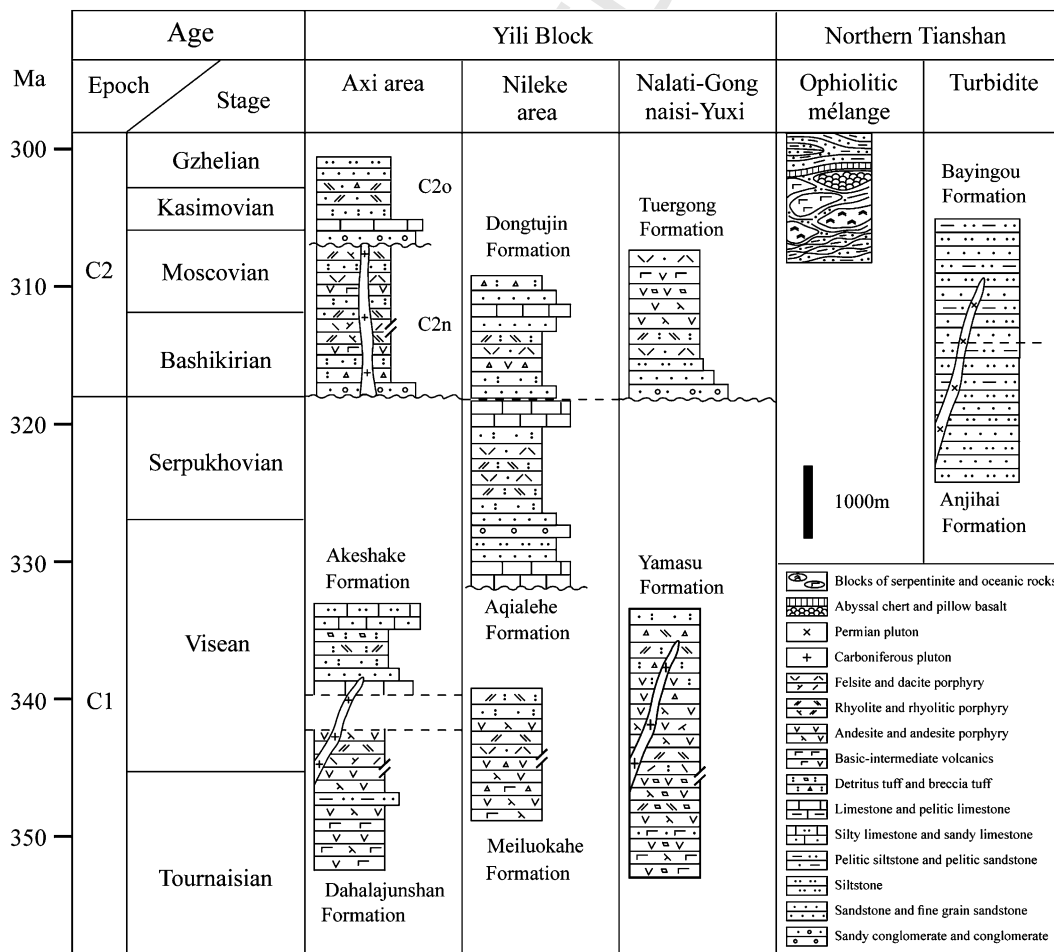 Age
Yili Block
Northern Tianshan
Ma
Epoch
Stage
Axi area
Nileke
area
Nalati-Gong
naisi-Yuxi
Ophiolitic
mélange
Turbidite
300
310
320
330
340
350
C2
C1
Gzhelian
Kasimovian
Moscovian
Bashikirian
Serpukhovian
Visean
Tournaisian
C2o
C2n
Akeshake
Formation
Dahalajunshan
Formation
Dongtujin
Formation
Aqialehe
Formation
Meiluokahe
Formation
Tuergong
Formation
Yamasu
Formation
Bayingou
Formation
Anjihai
Formation
1000m
Blocks of serpentinite and oceanic rocks
Abyssal chert and pillow basalt
Permian pluton
Carboniferous pluton
Felsite and dacite porphyry
Rhyolite and rhyolitic porphyry
Andesite and andesite porphyry
Basic-intermediate volcanics
Detritus tuff and breccia tuff
Limestone and pelitic limestone
Silty limestone and sandy limestone
Pelitic siltstone and pelitic sandstone
Siltstone
Sandstone and fine grain sandstone
Sandy conglomerate and conglomerate